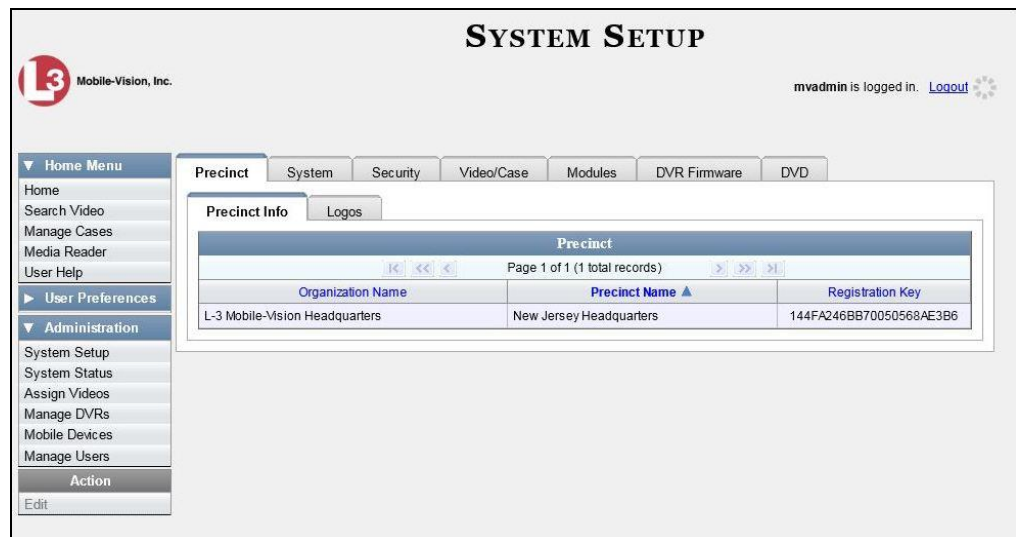 SYSTEM SETUP
L3 Mobile-Vision, Inc.
mvadmin is logged in. Logout
Home Menu
Home
Search Video
Manage Cases
Media Reader
User Help
User Preferences
Administration
System Setup
System Status
Assign Videos
Manage DVRs
Mobile Devices
Manage Users
Action
Edit
Precinct System Security Video/Case Modules DVR Firmware DVD
Precinct Info Logos
Precinct
Page 1 of 1 (1 total records)
Organization Name Precinct Name Registration Key
L-3 Mobile-Vision Headquarters New Jersey Headquarters 144FA246BB70050568AE3B6